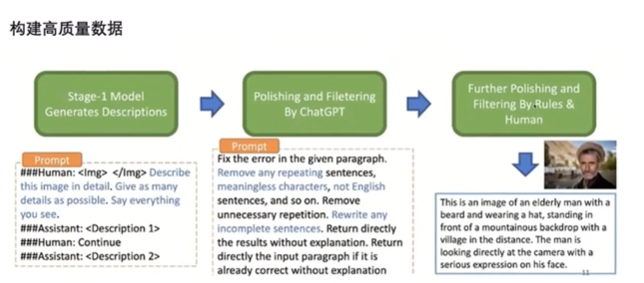 构建高质量数据
Stage-1 Model
Generates Descriptions
Polishing and Filetering
By ChatGPT
Further Polishing and
Filtering By Rules &
Human
Prompt
###Human: <Img> </Img> Describe
this image in detail. Give as many
details as possible. Say everything
you see.
###Assistant: <Description 1>
###Human: Continue
###Assistant: <Description 2>
Prompt
Fix the error in the given paragraph.
Remove any repeating sentences,
meaningless characters, not English
sentences, and so on. Remove
unnecessary repetition. Rewrite any
incomplete sentences. Return directly
the results without explanation. Return
directly the input paragraph if it is
already correct without explanation
This is an image of an elderly man with a
beard and wearing a hat, standing in
front of a mountainous backdrop with a
village in the distance. The man is
looking directly at the camera with a
serious expression on his face.
11